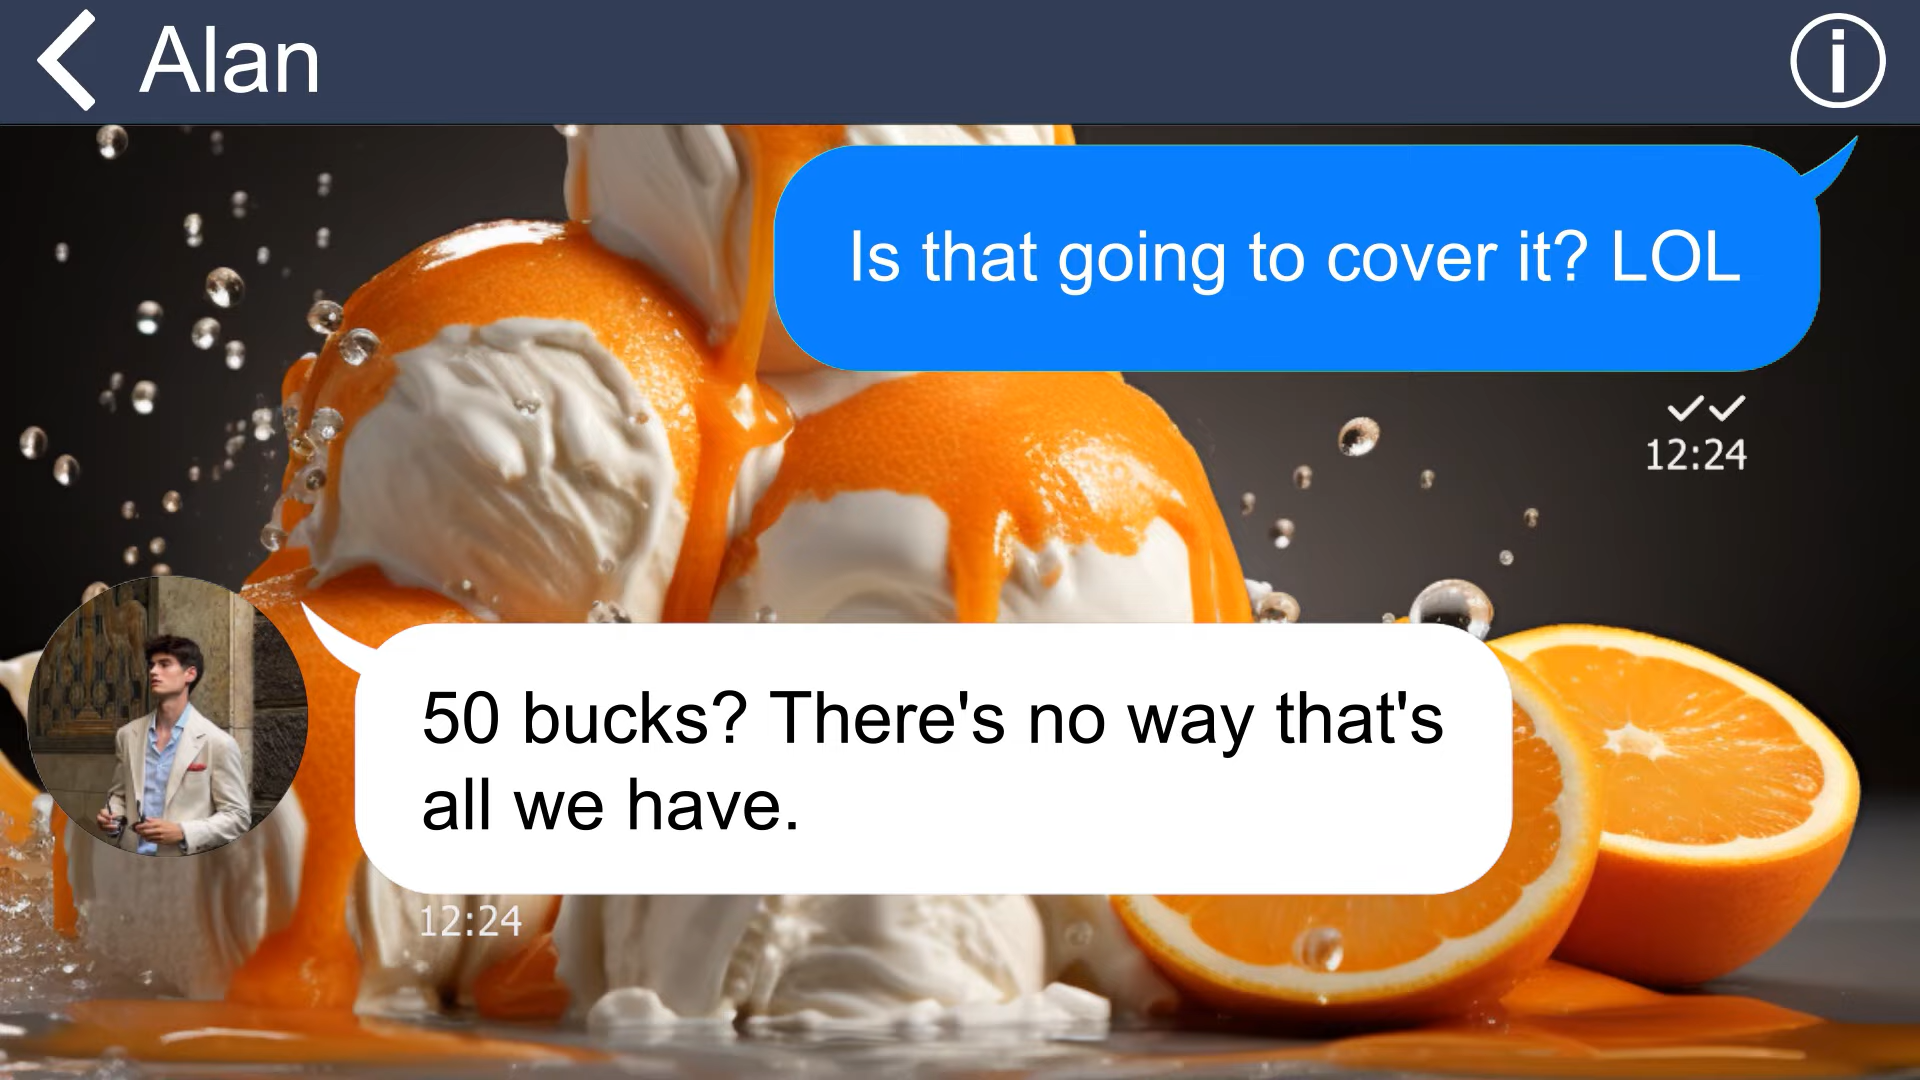 Alan
Is that going to cover it? LOL
12:24
50 bucks? There's no way that's
all we have.
12:24